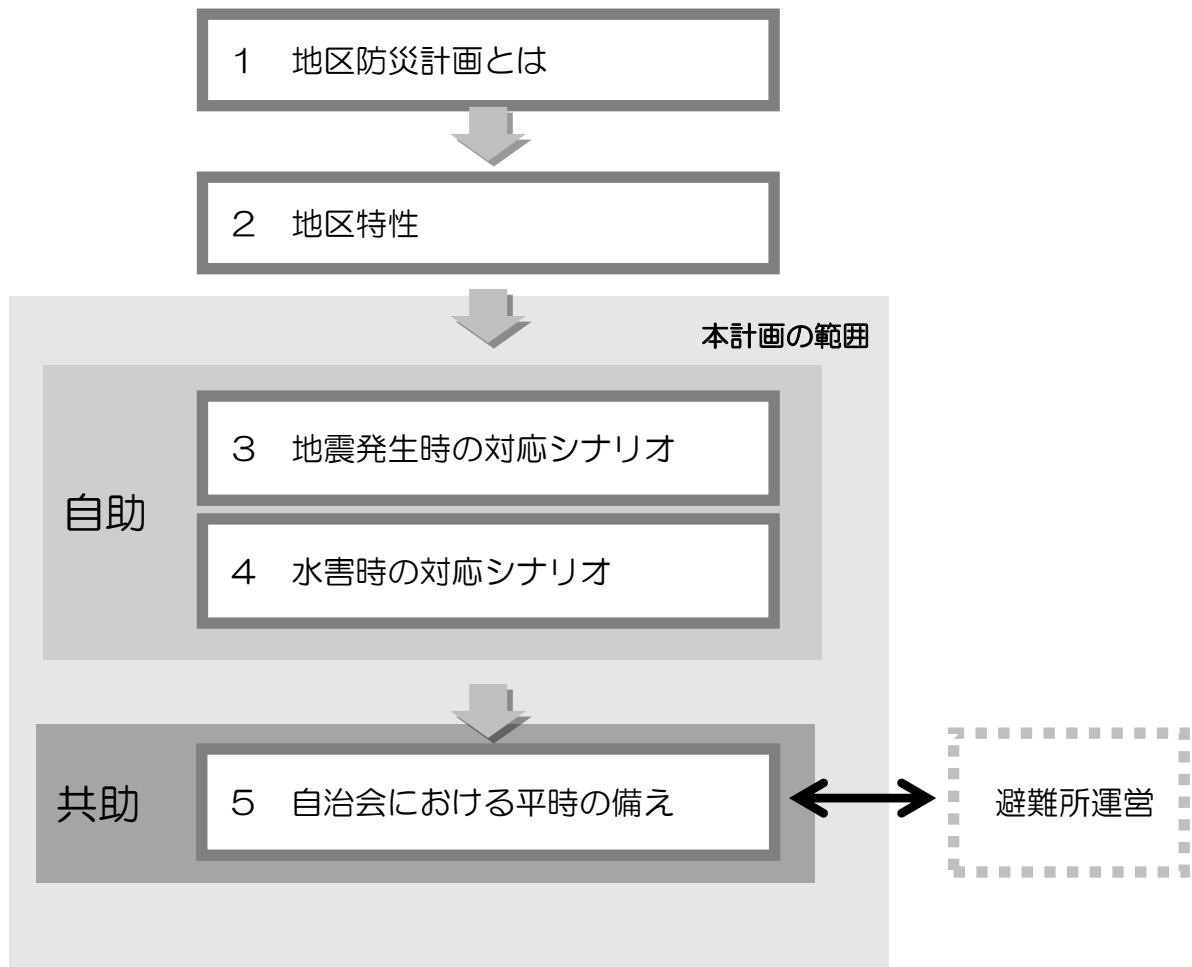 １　地区防災計画とは
２　地区特性
本計画の範囲
自助
３　地震発生時の対応シナリオ
４　水害時の対応シナリオ
共助
５　自治会における平時の備え
避難所運営